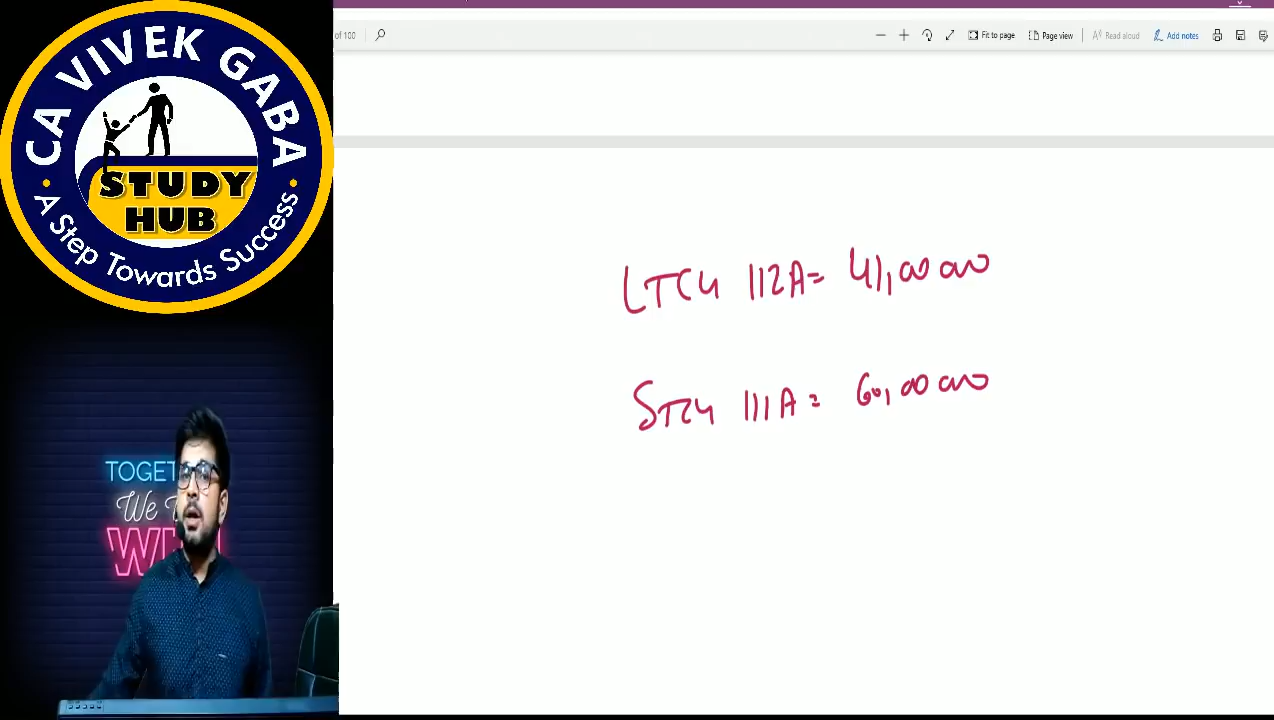 CA VIVEK GABA
STUDY
HUB
A Step Towards Success
of 100
Fit to page
Page view
Read aloud
Add notes
LTCG 112A= 41,00 000
STCG 111A= 60,00 000
TOGET
We
W